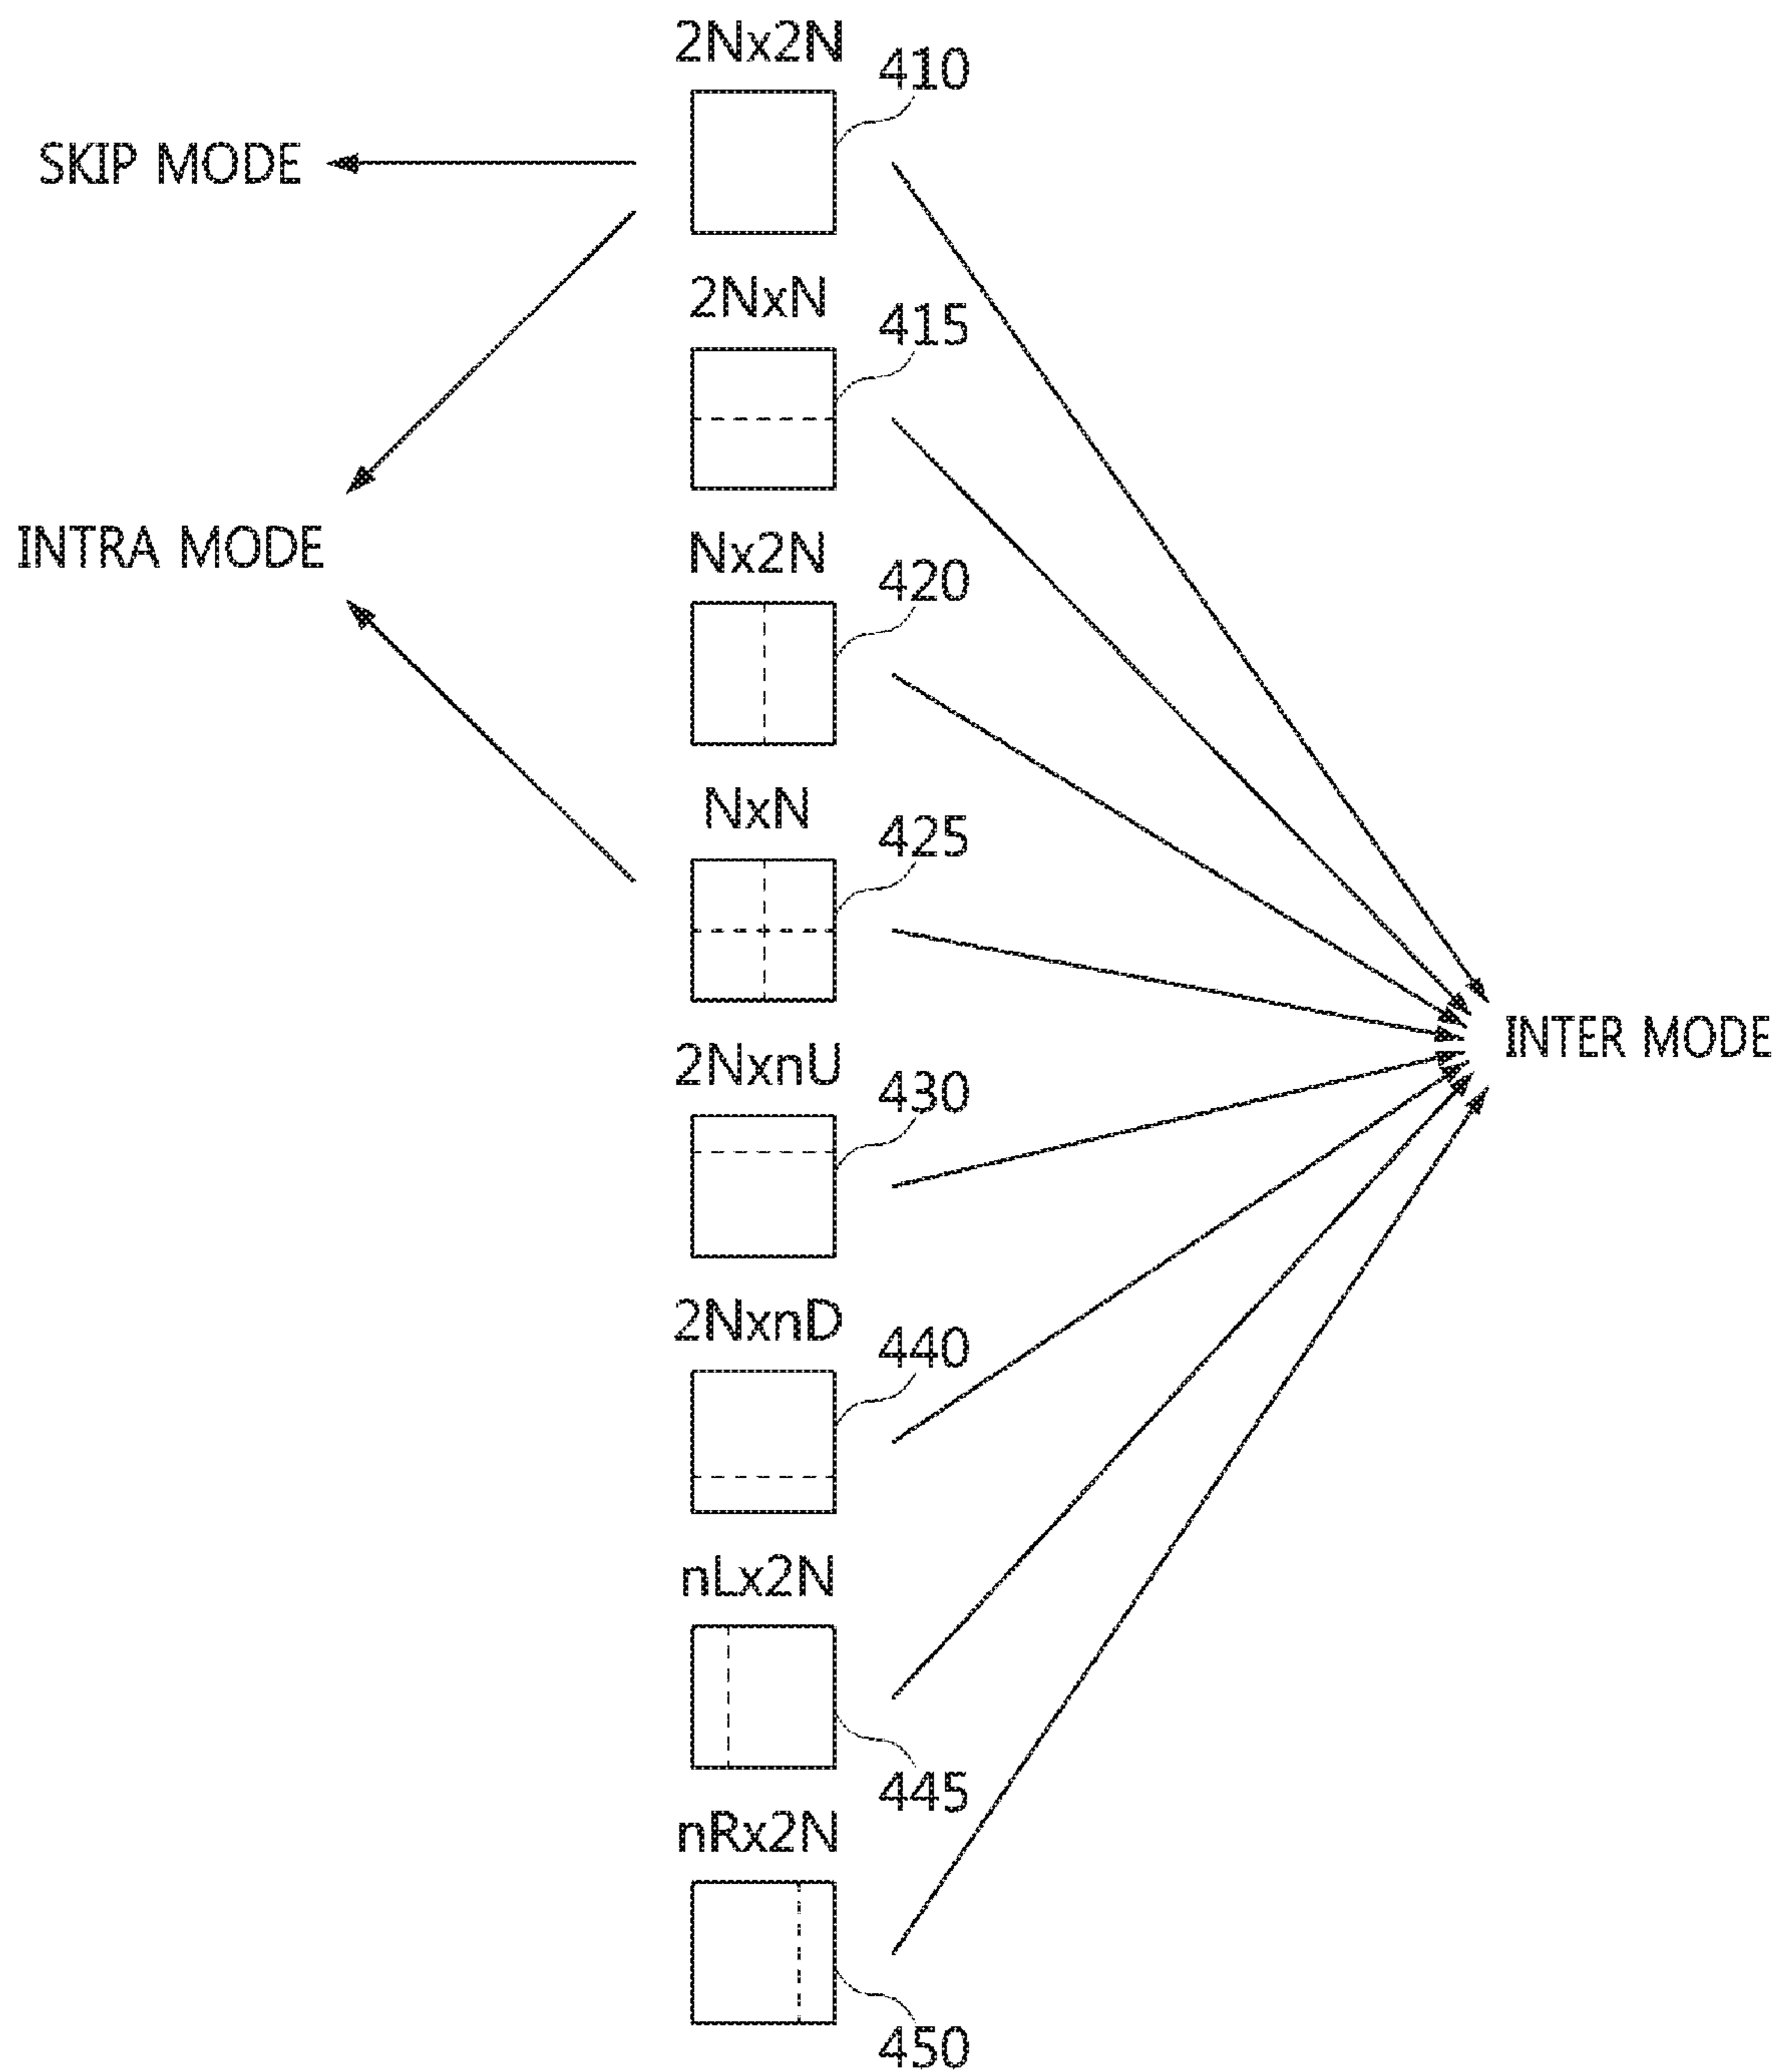 2Nx2N
410
SKIP MODE
2NxN
415
INTRA MODE
Nx2N
420
NxN
425
INTER MODE
2NxnU
430
2NxnD
440
nLx2N
445
nRx2N
450